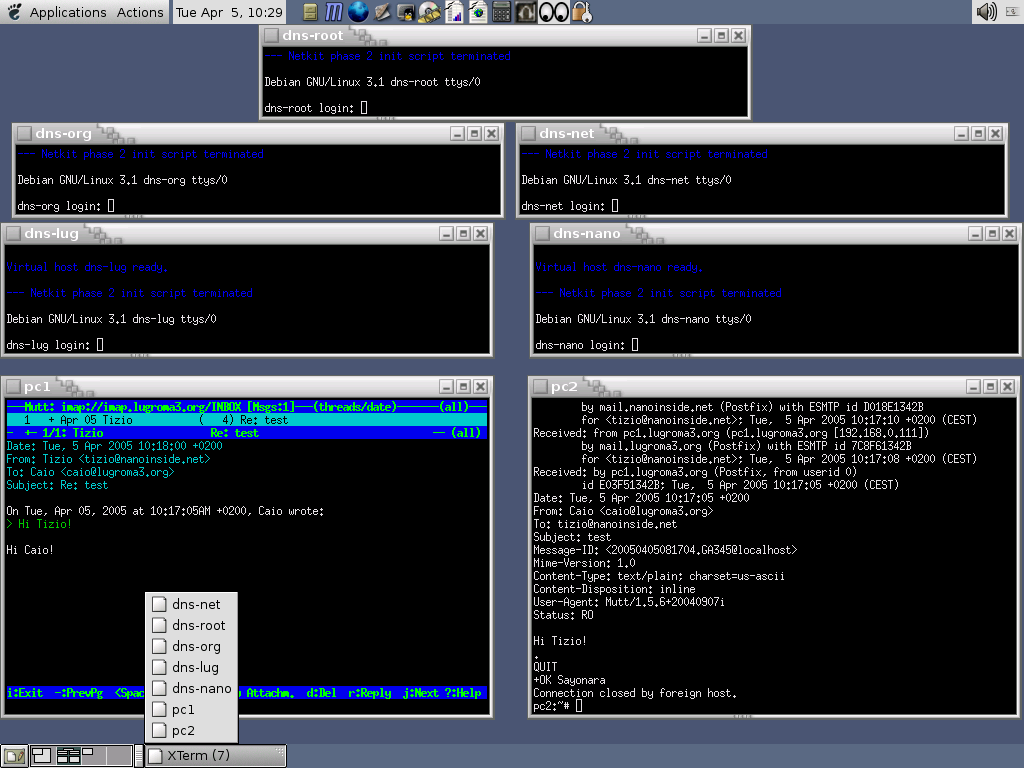 Applications Actions Tue Apr 5, 10:29
dns-root
--- Netkit phase 2 init script terminated
Debian GNU/Linux 3.1 dns-root ttys/0
dns-root login:
dns-org
--- Netkit phase 2 init script terminated
Debian GNU/Linux 3.1 dns-org ttys/0
dns-org login:
dns-net
--- Netkit phase 2 init script terminated
Debian GNU/Linux 3.1 dns-net ttys/0
dns-net login:
dns-lug
Virtual host dns-lug ready.
--- Netkit phase 2 init script terminated
Debian GNU/Linux 3.1 dns-lug ttys/0
dns-lug login:
dns-nano
Virtual host dns-nano ready.
--- Netkit phase 2 init script terminated
Debian GNU/Linux 3.1 dns-nano ttys/0
dns-nano login:
pc1
---Mutt: imap://imap.lugroma3.org/INBOX [Msgs:1]---(threads/date)-------(all)---
1 + Apr 05 Tizio ( 4) Re: test
- +- 1/1: Tizio Re: test -- (all)
Date: Tue, 5 Apr 2005 10:18:00 +0200
From: Tizio <tizio@nanoinside.net>
To: Caio <caio@lugroma3.org>
Subject: Re: test
On Tue, Apr 05, 2005 at 10:17:05AM +0200, Caio wrote:
> Hi Tizio!
Hi Caio!
i:Exit -:PrevPg <Spac Attachm. d:Del r:Reply j:Next ?:Help
pc2
by mail.nanoinside.net (Postfix) with ESMTP id D018E1342B
for <tizio@nanoinside.net>; Tue, 5 Apr 2005 10:17:10 +0200 (CEST)
Received: from pc1.lugroma3.org (pc1.lugroma3.org [192.168.0.111])
by mail.lugroma3.org (Postfix) with ESMTP id 7C9F61342B
for <tizio@nanoinside.net>; Tue, 5 Apr 2005 10:17:08 +0200 (CEST)
Received: by pc1.lugroma3.org (Postfix, from userid 0)
id E03F51342B; Tue, 5 Apr 2005 10:17:05 +0200 (CEST)
Date: Tue, 5 Apr 2005 10:17:05 +0200
From: Caio <caio@lugroma3.org>
To: tizio@nanoinside.net
Subject: test
Message-ID: <20050405081704.GA345@localhost>
Mime-Version: 1.0
Content-Type: text/plain; charset=us-ascii
Content-Disposition: inline
User-Agent: Mutt/1.5.6+20040907i
Status: RO
Hi Tizio!
.
QUIT
+OK Sayonara
Connection closed by foreign host.
pc2:~#
dns-net
dns-root
dns-org
dns-lug
dns-nano
pc1
pc2
XTerm (7)